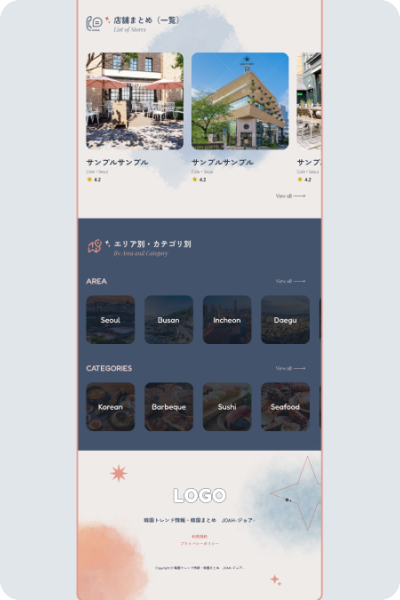 店舗まとめ（一覧）
List of Stores
サンプルサンプル
Cafe・Seoul
4.2
サンプルサンプル
Cafe・Seoul
4.2
サンプ
Cafe・Seoul
4.2
View all
エリア別・カテゴリ別
By Area and Category
AREA
View all
Seoul
Busan
Incheon
Daegu
CATEGORIES
View all
Korean
Barbeque
Sushi
Seafood
LOGO
韓国トレンド情報・韓国まとめ　JOAH-ジョア-
利用規約
プライバシーポリシー
Copyright © 韓国トレンド情報・韓国まとめ　JOAH-ジョア-